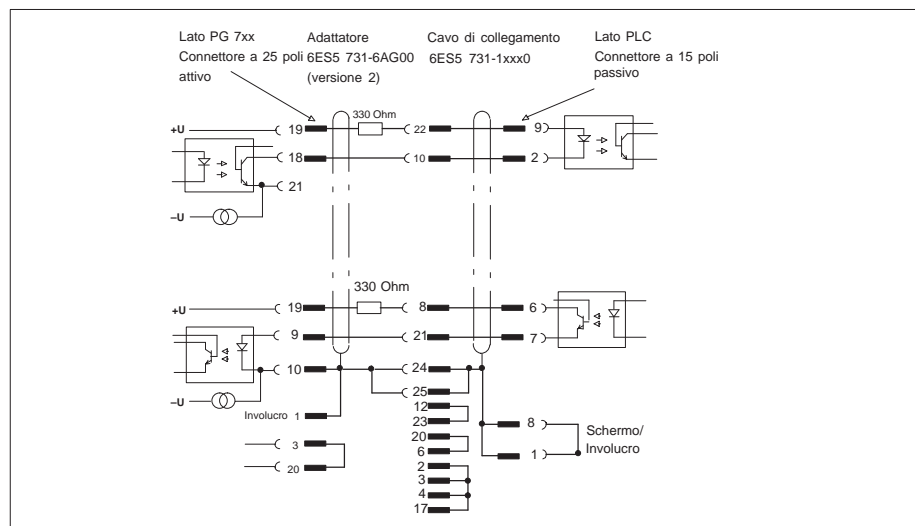 Lato PG 7xx
Connettore a 25 poli
attivo
Adattatore
6ES5 731-6AG00
(versione 2)
Cavo di collegamento
6ES5 731-1xxx0
Lato PLC
Connettore a 15 poli
passivo
330 Ohm
+U 19 22 9
18 10 2
21
–U
330 Ohm
+U 19 8 6
9 21 7
10 24
–U 25
Involucro 1 12
23 8
3 20
20 6 1
Schermo/
Involucro
2
3
4
17